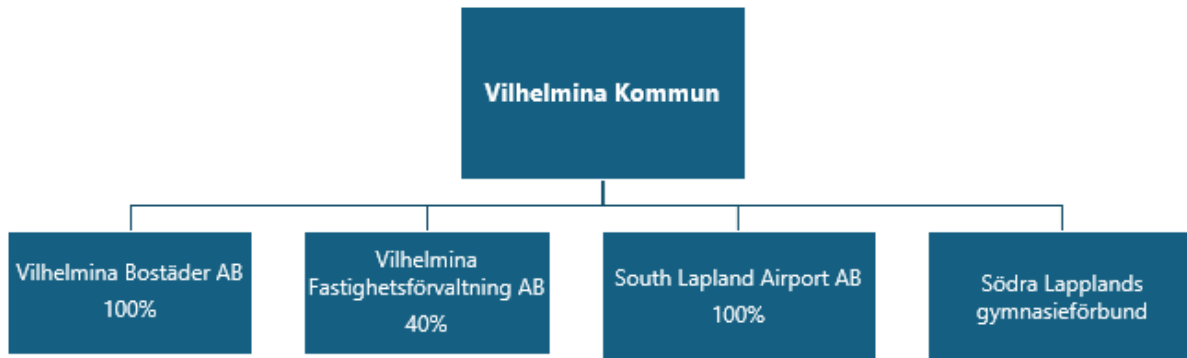 Vilhelmina Kommun
Vilhelmina Bostäder AB
100%
Vilhelmina
Fastighetsförvaltning AB
40%
South Lapland Airport AB
100%
Södra Lapplands
gymnasieförbund